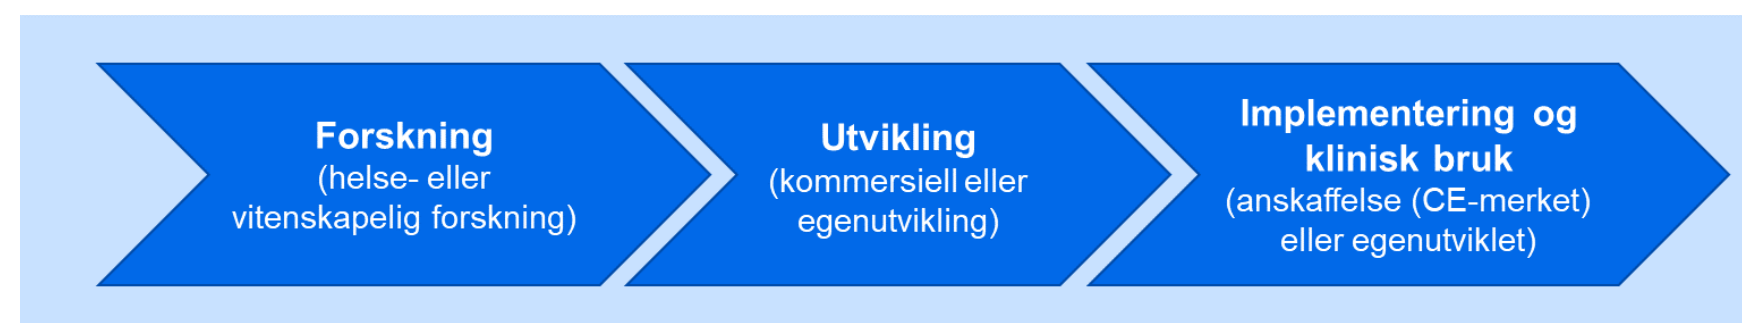 Forskning
(helse- eller
vitenskapelig forskning)
Utvikling
(kommersiell eller
egenutvikling)
Implementering og
klinisk bruk
(anskaffelse (CE-merket)
eller egenutviklet)